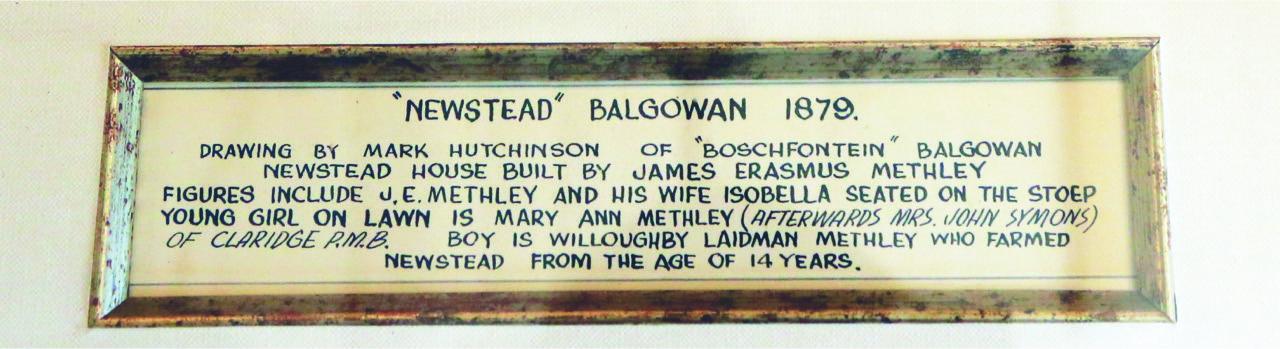 "NEWSTEAD" BALGOWAN 1879.
DRAWING BY MARK HUTCHINSON OF "BOSCHFONTEIN" BALGOWAN
NEWSTEAD HOUSE BUILT BY JAMES ERASMUS METHLEY
FIGURES INCLUDE J.E. METHLEY AND HIS WIFE ISOBELLA SEATED ON THE STOEP
YOUNG GIRL ON LAWN IS MARY ANN METHLEY (AFTERWARDS MRS. JOHN SYMONS)
OF CLARIDGE P.M.B. BOY IS WILLOUGHBY LAIDMAN METHLEY WHO FARMED
NEWSTEAD FROM THE AGE OF 14 YEARS.